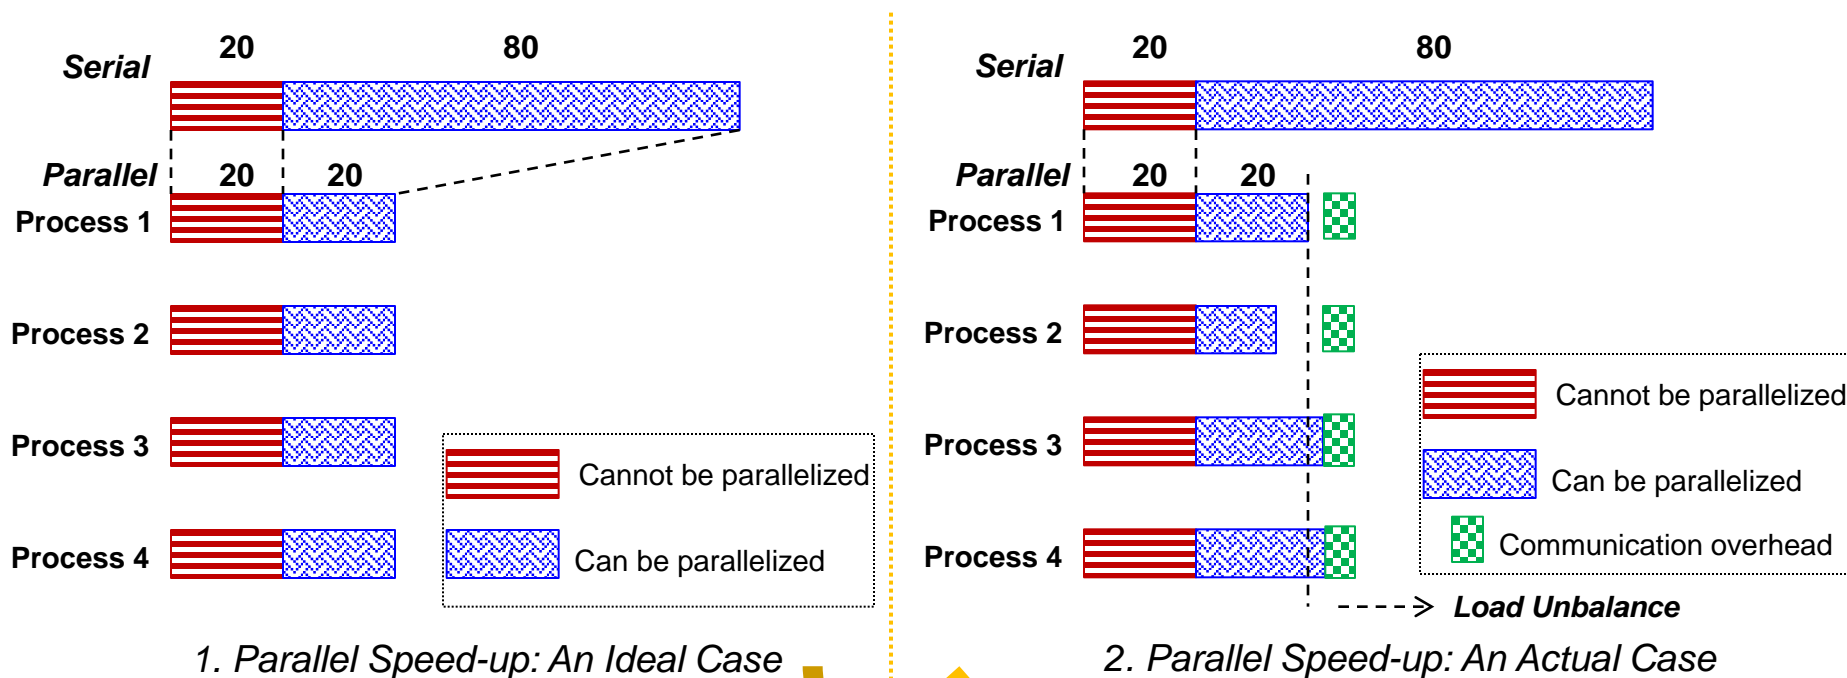 20 80
Serial
Parallel 20 20
Process 1
Process 2
Process 3
Process 4
Cannot be parallelized
Can be parallelized
1. Parallel Speed-up: An Ideal Case
20 80
Serial
Parallel 20 20
Process 1
Process 2
Process 3
Process 4
Cannot be parallelized
Can be parallelized
Communication overhead
Load Unbalance
2. Parallel Speed-up: An Actual Case